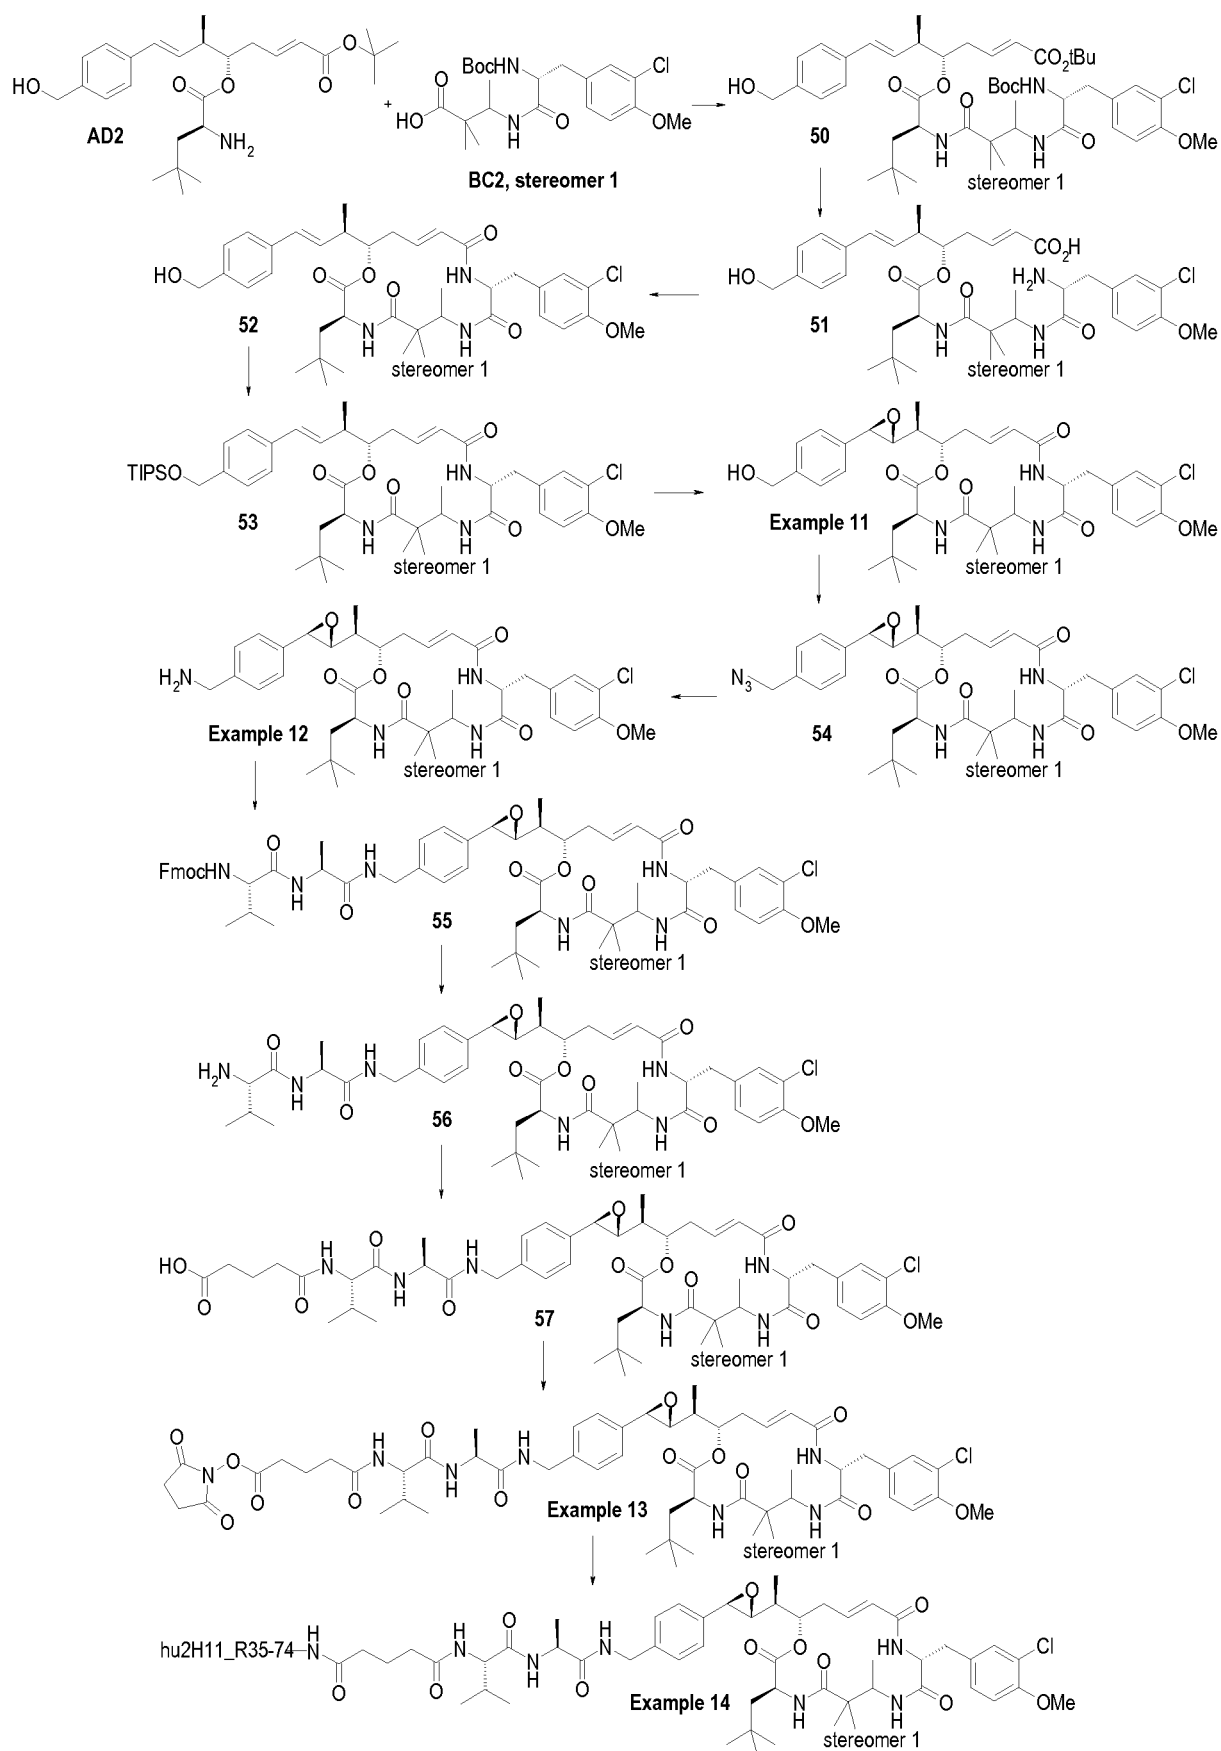 O
O
HO
O
O
NH2
AD2
+
O
HO
BocHN
N
H
O
Cl
OMe
BC2, stereomer 1
CO2tBu
HO
O
O
O
BocHN
N
H
N
H
O
Cl
OMe
50
stereomer 1
O
HO
O
O
O
HN
N
H
N
H
O
Cl
OMe
52
stereomer 1
CO2H
HO
O
O
O
H2N
N
H
N
H
O
Cl
OMe
51
stereomer 1
O
TIPSO
O
O
O
HN
N
H
N
H
O
Cl
OMe
53
stereomer 1
O
O
HO
O
O
O
HN
N
H
N
H
O
Cl
OMe
Example 11
stereomer 1
O
O
H2N
O
O
O
HN
N
H
N
H
O
Cl
OMe
Example 12
stereomer 1
O
O
N3
O
O
O
HN
N
H
N
H
O
Cl
OMe
54
stereomer 1
FmocHN
O
N
H
O
H
N
O
O
O
O
O
HN
N
H
N
H
O
Cl
OMe
55
stereomer 1
H2N
O
N
H
O
H
N
O
O
O
O
O
HN
N
H
N
H
O
Cl
OMe
56
stereomer 1
HO
O
O
H
N
O
N
H
O
H
N
O
O
O
O
O
HN
N
H
N
H
O
Cl
OMe
57
stereomer 1
O
N
O
O
O
O
H
N
O
N
H
O
H
N
O
O
O
O
O
HN
N
H
N
H
O
Cl
OMe
Example 13
stereomer 1
hu2H11_R35-74
H
N
O
O
H
N
O
N
H
O
H
N
O
O
O
O
O
HN
N
H
N
H
O
Cl
OMe
Example 14
stereomer 1